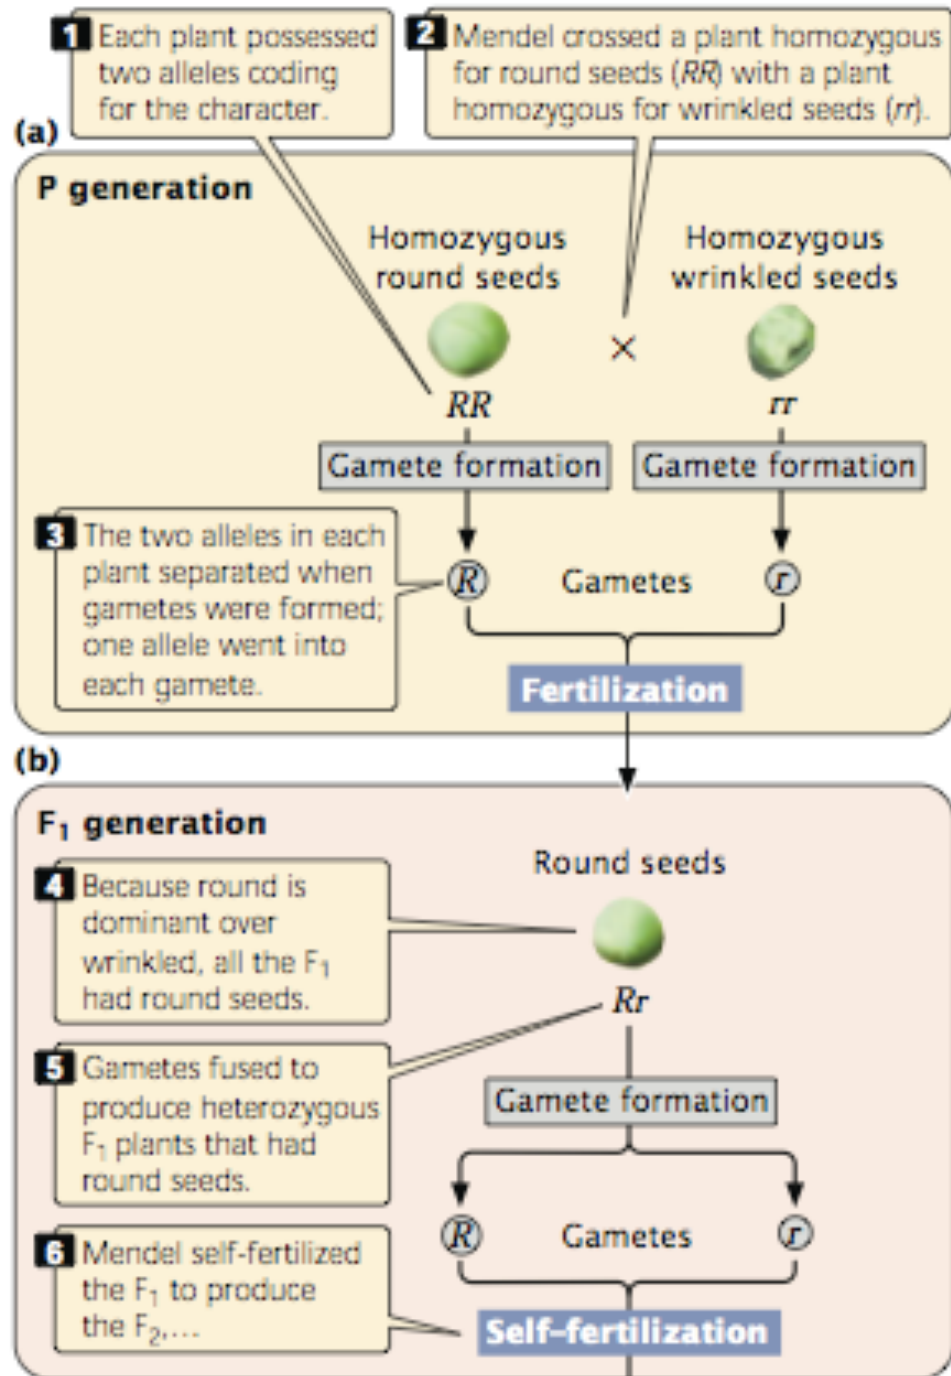 1 Each plant possessed
two alleles coding
for the character.
2 Mendel crossed a plant homozygous
for round seeds (RR) with a plant
homozygous for wrinkled seeds (rr).
(a)
P generation
Homozygous
round seeds
Homozygous
wrinkled seeds
×
RR
rr
Gamete formation
Gamete formation
3 The two alleles in each
plant separated when
gametes were formed;
one allele went into
each gamete.
R Gametes r
Fertilization
(b)
F₁ generation
Round seeds
4 Because round is
dominant over
wrinkled, all the F₁
had round seeds.
Rr
5 Gametes fused to
produce heterozygous
F₁ plants that had
round seeds.
Gamete formation
R Gametes r
6 Mendel self-fertilized
the F₁ to produce
the F₂,...
Self-fertilization